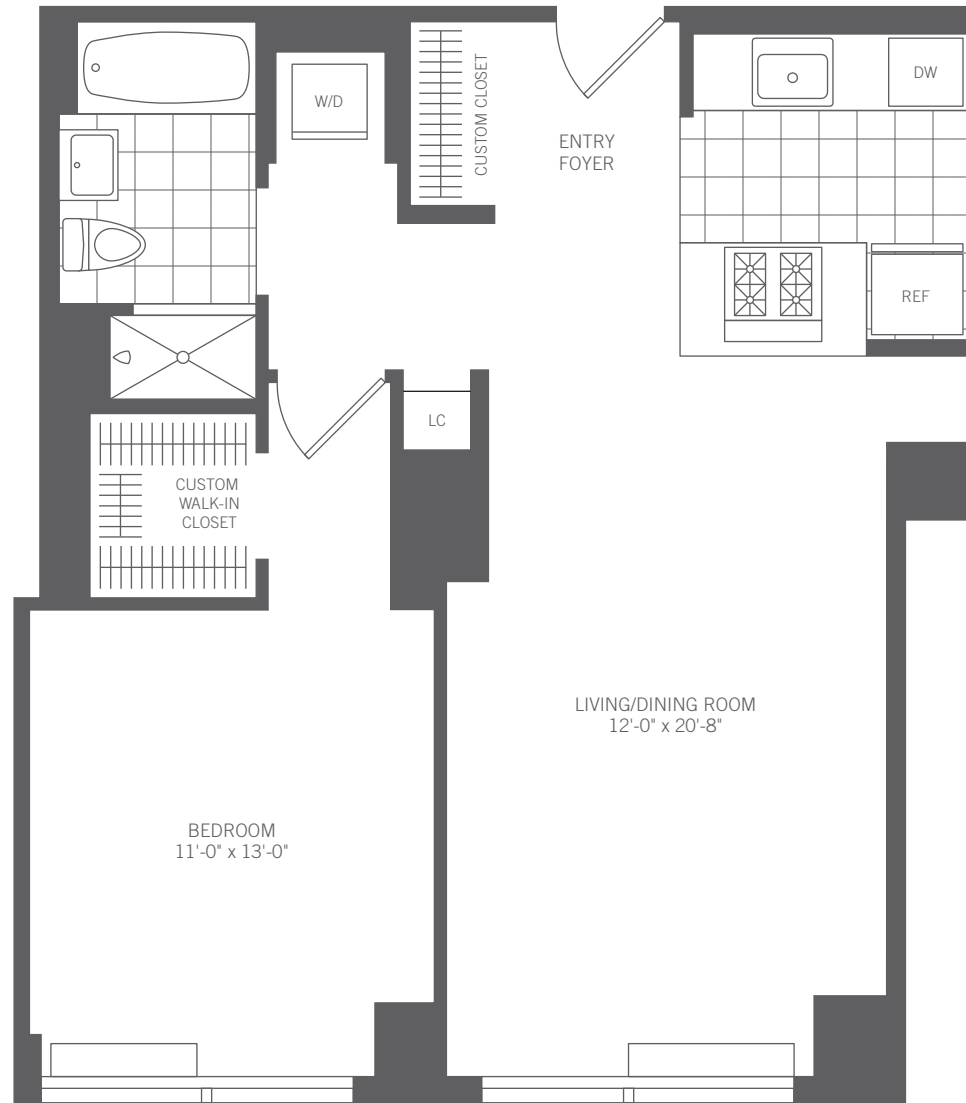 W/D
CUSTOM CLOSET
ENTRY
FOYER
DW
REF
LC
CUSTOM
WALK-IN
CLOSET
LIVING/DINING ROOM
12'-0" x 20'-8"
BEDROOM
11'-0" x 13'-0"